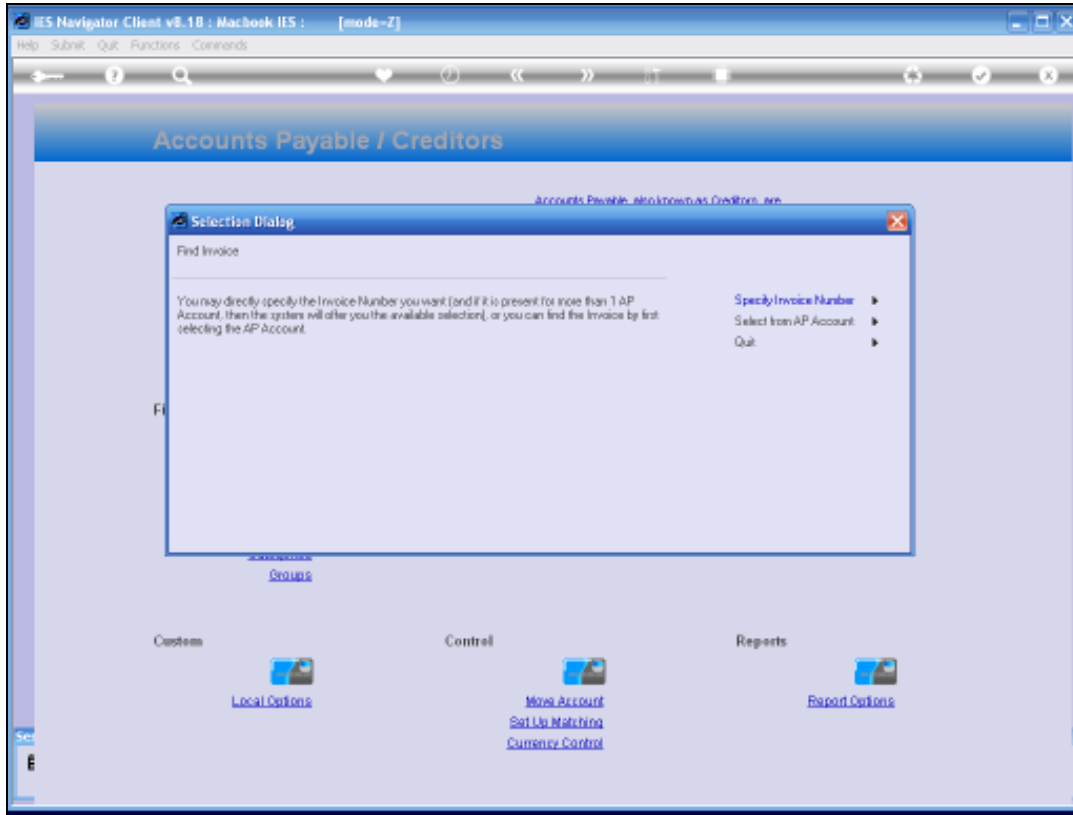 IES Navigator Client v8.18 : Macbook IES : [mode=Z]
Help Submit Quit Functions Commands
Accounts Payable / Creditors
Accounts Payable, also known as Creditors, are
Selection Dialog
Find Invoice
You may directly specify the Invoice Number you want (and if it is present for more than 1 AP
Account, then the system will offer you the available selection), or you can find the Invoice by first
selecting the AP Account.
Specify Invoice Number
Select from AP Account
Quit
Fi
Groups
Custom
Control
Reports
Local Options
Move Account
Report Options
Set Up Matching
Currency Control
Se